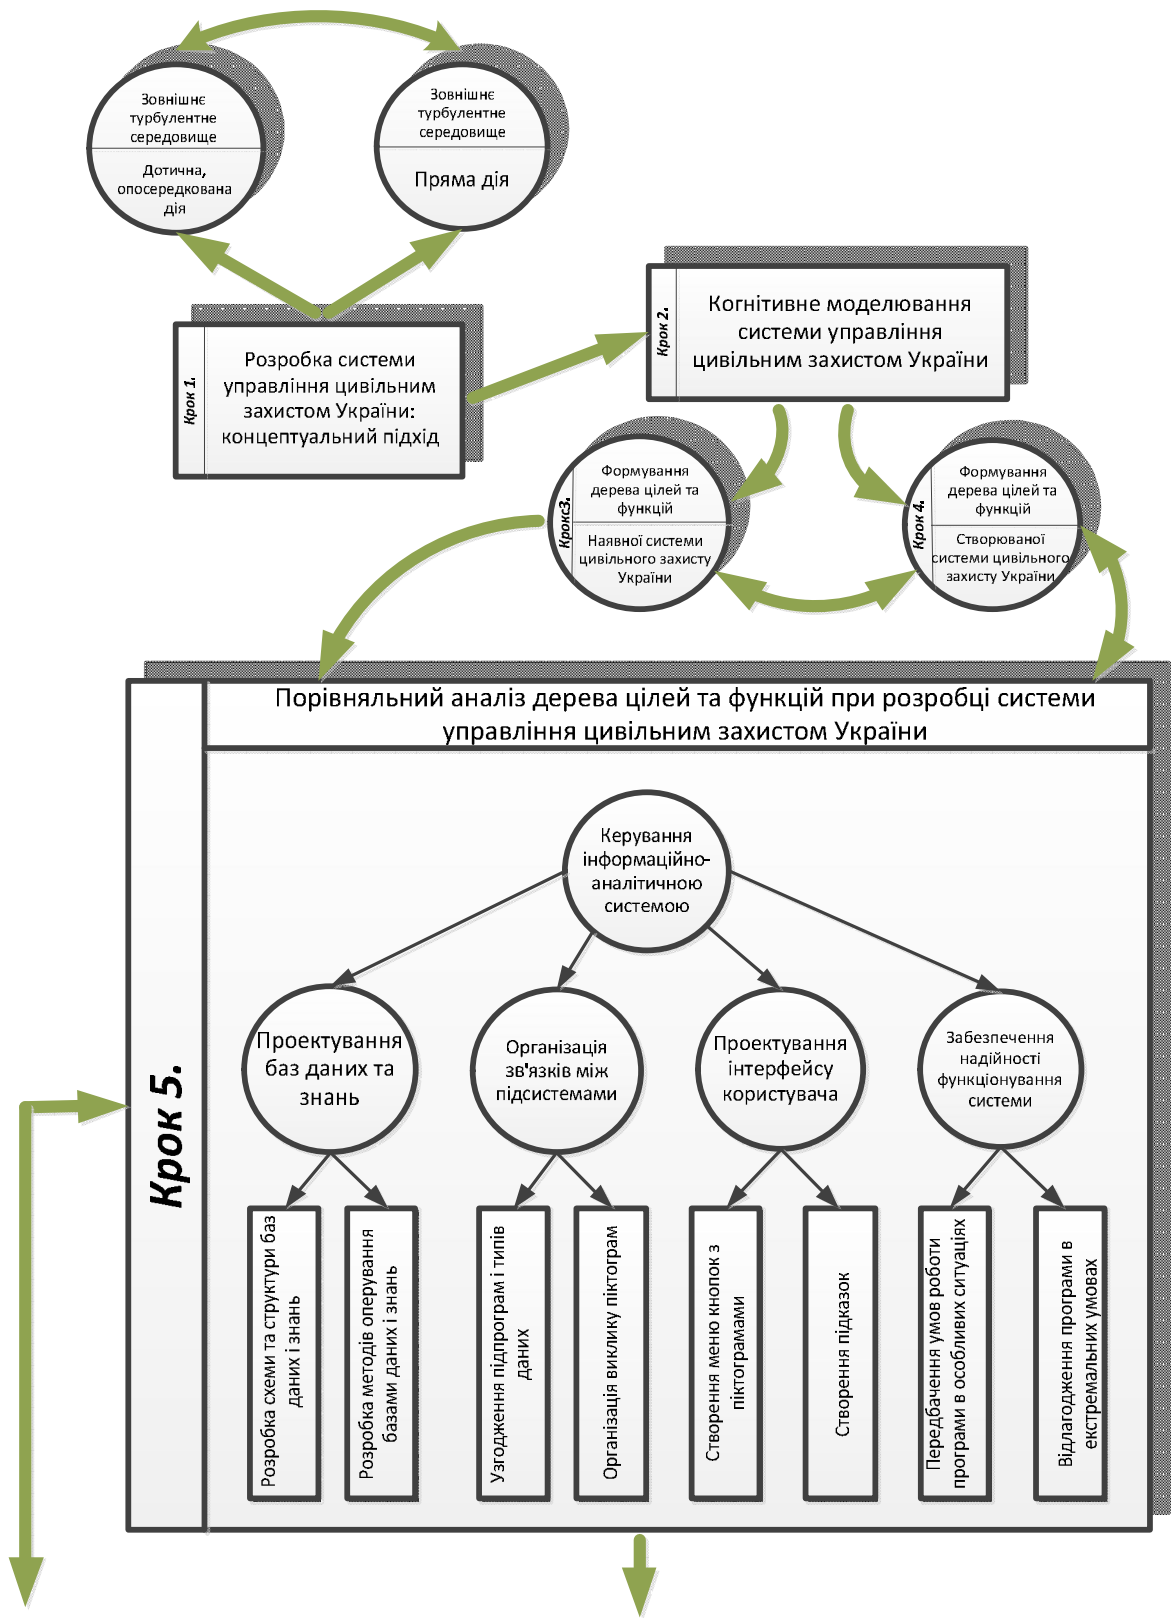 Зовнішнє
турбулентне
середовище
Дотична,
опосередкована
дія
Зовнішнє
турбулентне
середовище
Пряма дія
Крок 1.
Розробка системи
управління цивільним
захистом України:
концептуальний підхід
Крок 2.
Когнітивне моделювання
системи управління
цивільним захистом України
Крокс3.
Формування
дерева цілей та
функцій
Наявної системи
цивільного захисту
України
Крок 4.
Формування
дерева цілей та
функцій
Створюваної
системи цивільного
захисту України
Крок 5.
Порівняльний аналіз дерева цілей та функцій при розробці системи
управління цивільним захистом України
Керування
інформаційно-
аналітичною
системою
Проектування
баз даних та
знань
Організація
зв'язків між
підсистемами
Проектування
інтерфейсу
користувача
Забезпечення
надійності
функціонування
системи
Розробка схеми та структури баз
даних і знань
Розробка методів оперування
базами даних і знань
Узгодження підпрограм і типів
даних
Організація виклику піктограм
Створення меню кнопок з
піктограмами
Створення підказок
Передбачення умов роботи
програми в особливих ситуаціях
Відлагодження програми в
екстремальних умовах